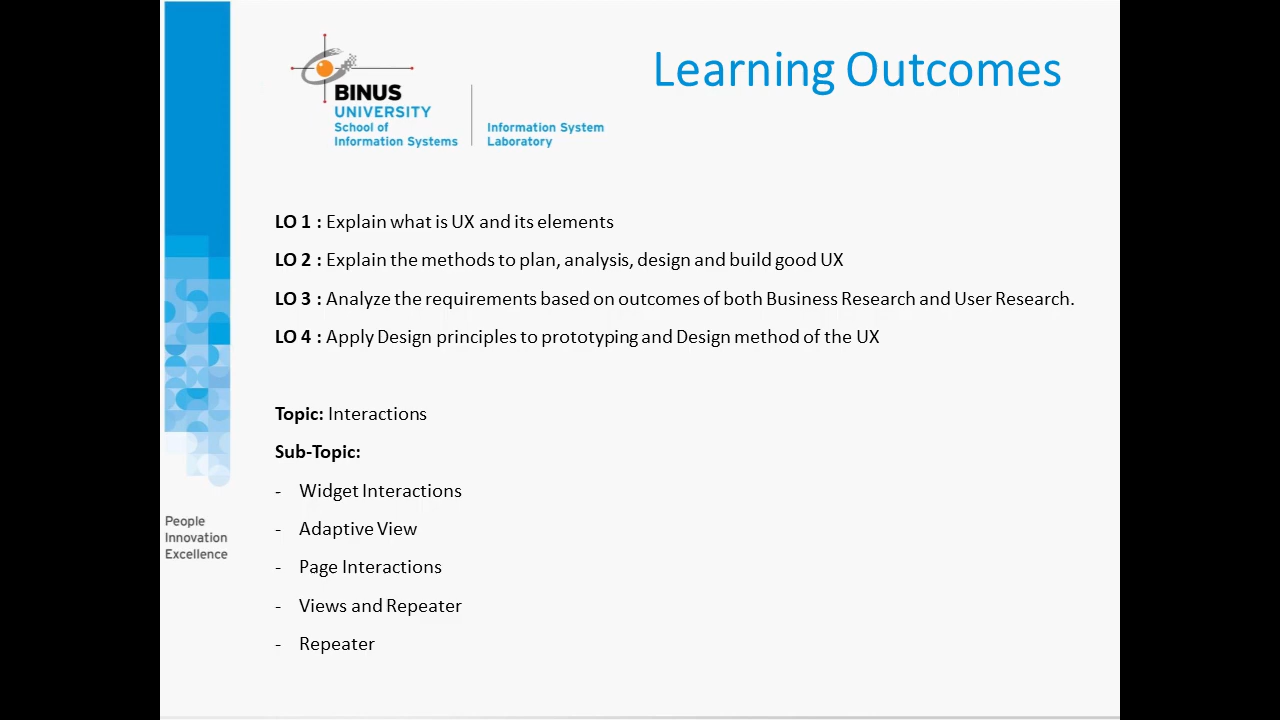 Learning Outcomes
BINUS
UNIVERSITY
School of
Information Systems
Information System
Laboratory
LO 1 : Explain what is UX and its elements
LO 2 : Explain the methods to plan, analysis, design and build good UX
LO 3 : Analyze the requirements based on outcomes of both Business Research and User Research.
LO 4 : Apply Design principles to prototyping and Design method of the UX
Topic: Interactions
Sub-Topic:
- Widget Interactions
- Adaptive View
- Page Interactions
- Views and Repeater
- Repeater
People
Innovation
Excellence